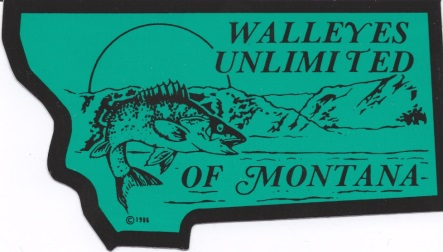 WALLEYES
UNLIMITED
OF MONTANA
© 1986